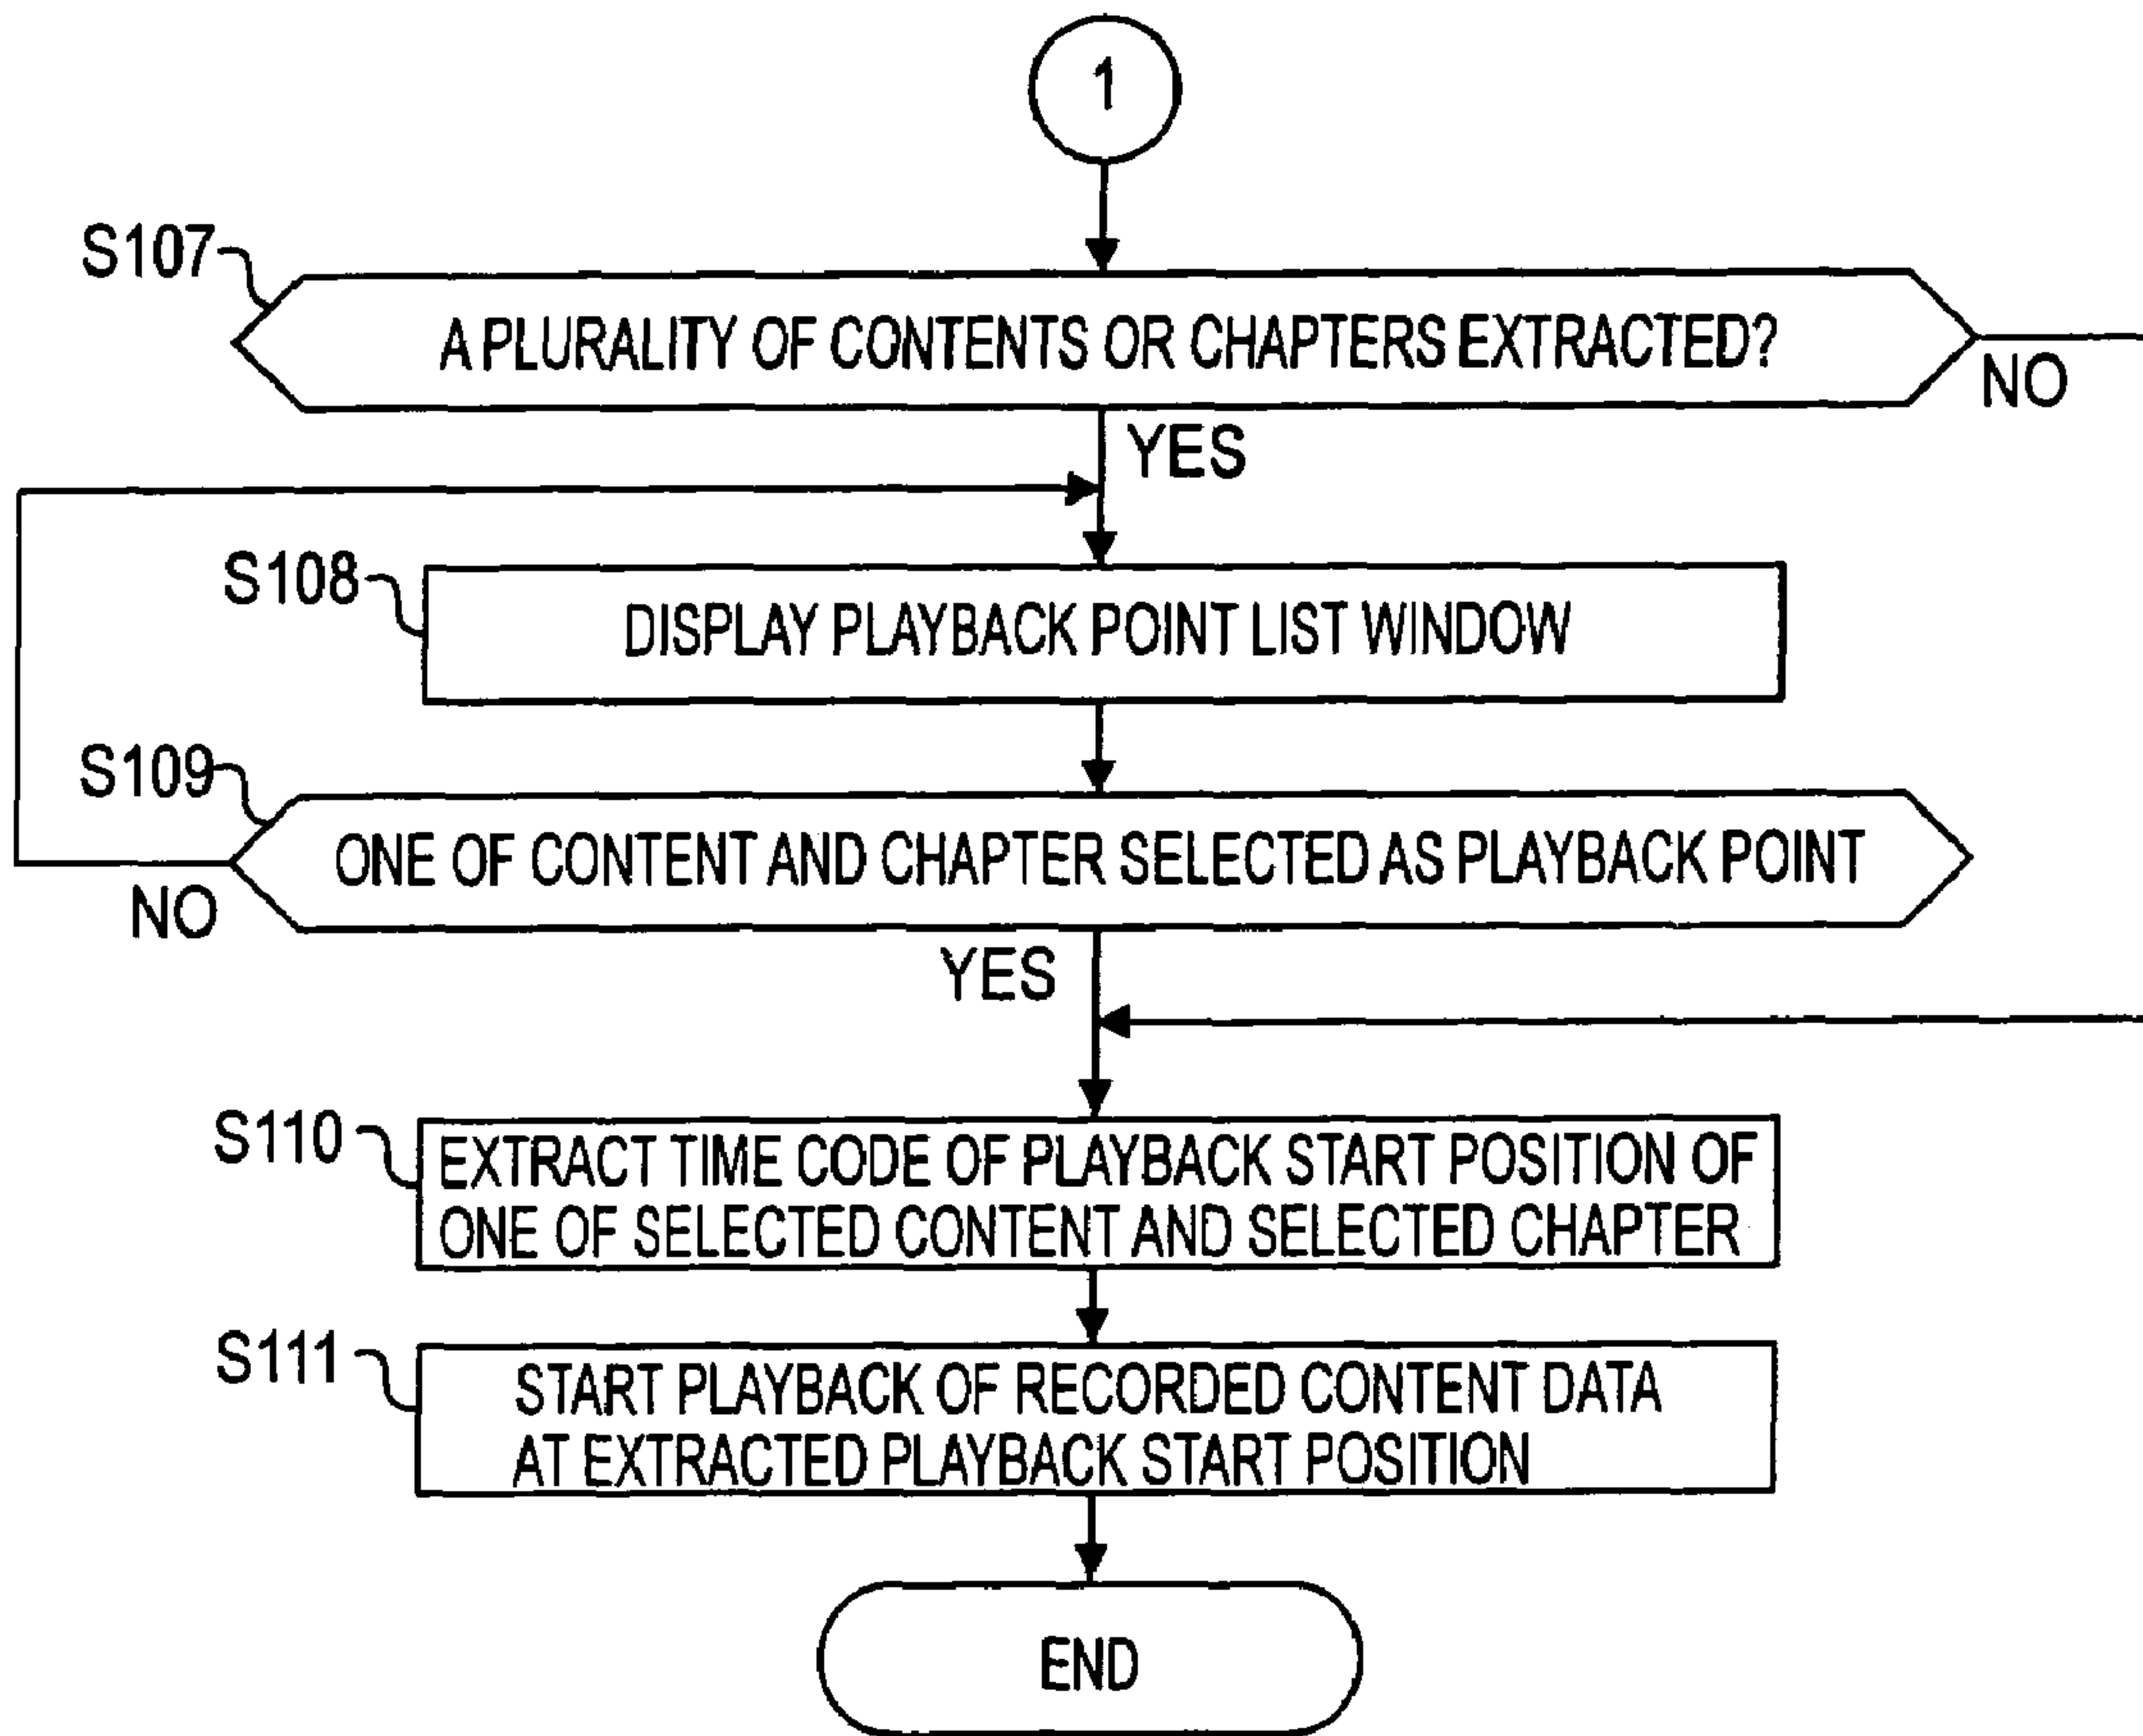 1
S107
A PLURALITY OF CONTENTS OR CHAPTERS EXTRACTED?
NO
YES
S108
DISPLAY PLAYBACK POINT LIST WINDOW
S109
ONE OF CONTENT AND CHAPTER SELECTED AS PLAYBACK POINT
NO
YES
S110
EXTRACT TIME CODE OF PLAYBACK START POSITION OF
ONE OF SELECTED CONTENT AND SELECTED CHAPTER
S111
START PLAYBACK OF RECORDED CONTENT DATA
AT EXTRACTED PLAYBACK START POSITION
END